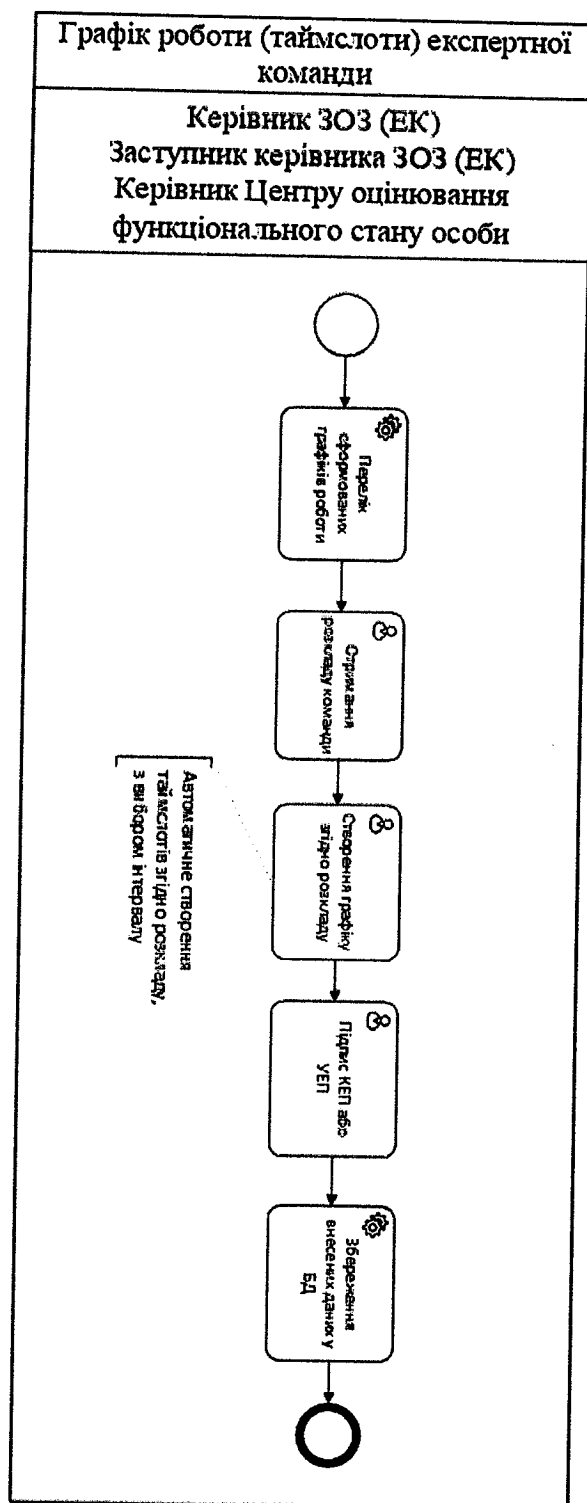 Графік роботи (таймслоти) експертної
команди
Керівник ЗОЗ (ЕК)
Заступник керівника ЗОЗ (ЕК)
Керівник Центру оцінювання
функціонального стану особи
Перелік
сформованих
графіків роботи
Отримання
розкладу команди
Створення графіку
згідно розкладу
Автоматичне створення
таймслотів згідно розкладу,
з вибором інтервалу
Підпис КЕП або
УЕП
Збереження
внесених даних у
БД